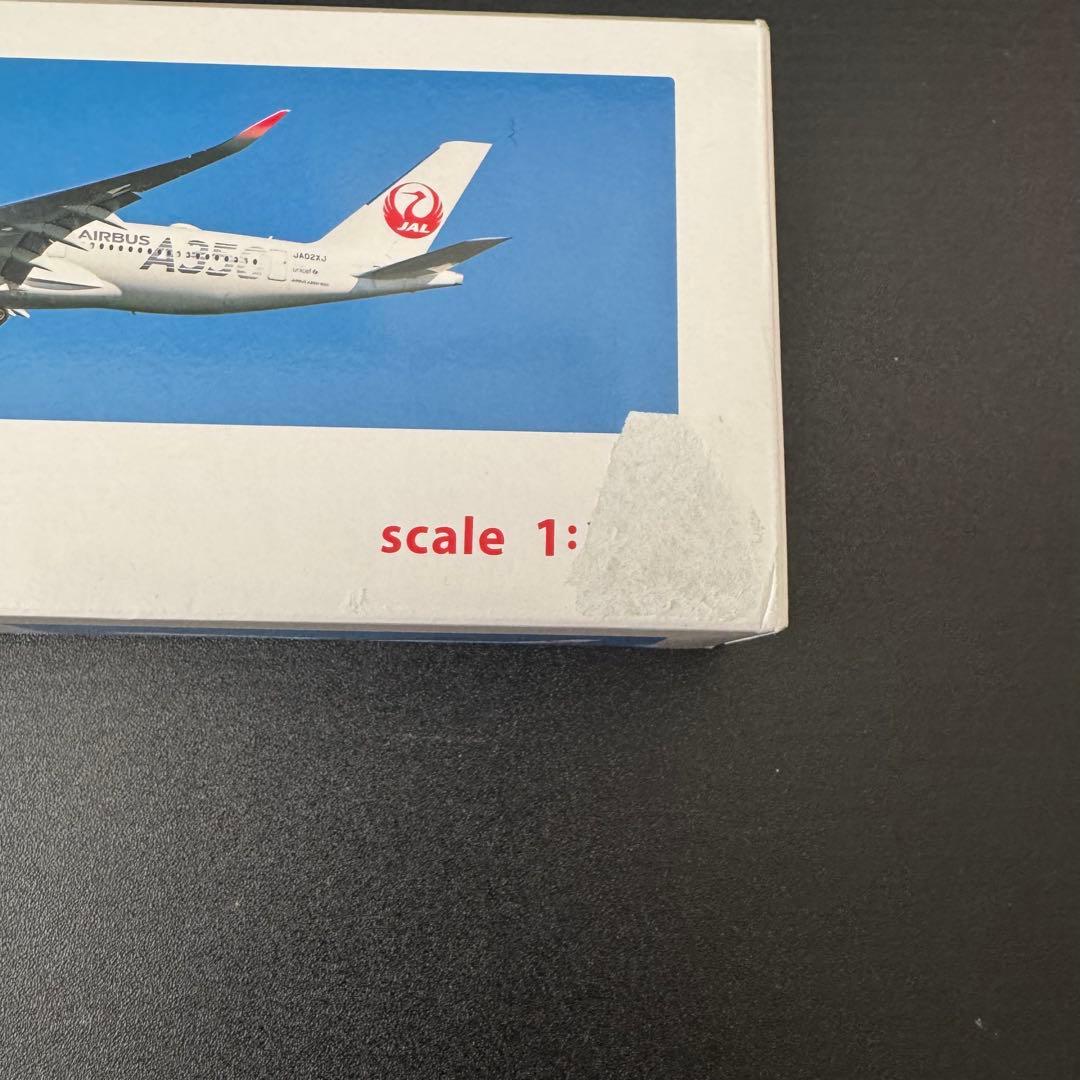 AIRBUS A350
JA02XJ
unicef
JAL
scale 1: